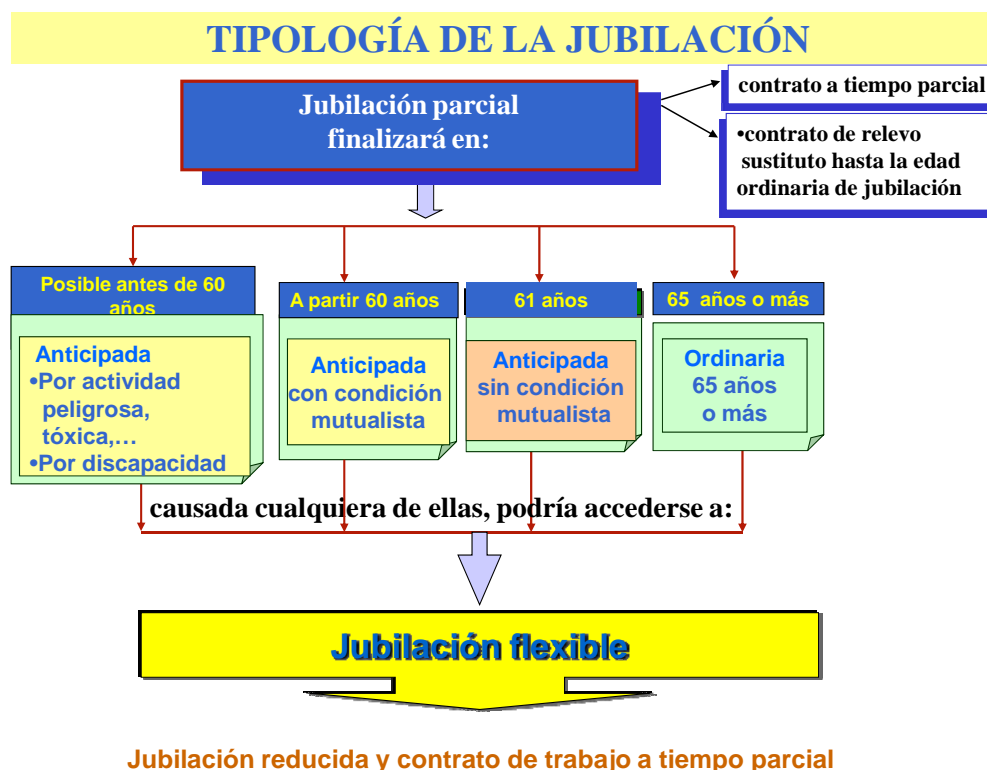 TIPOLOGÍA DE LA JUBILACIÓN
Jubilación parcial
finalizará en:
contrato a tiempo parcial
•contrato de relevo
sustituto hasta la edad
ordinaria de jubilación
Posible antes de 60
años
Anticipada
•Por actividad
peligrosa,
tóxica,…
•Por discapacidad
A partir 60 años
Anticipada
con condición
mutualista
61 años
Anticipada
sin condición
mutualista
65 años o más
Ordinaria
65 años
o más
causada cualquiera de ellas, podría accederse a:
Jubilación flexible
Jubilación reducida y contrato de trabajo a tiempo parcial